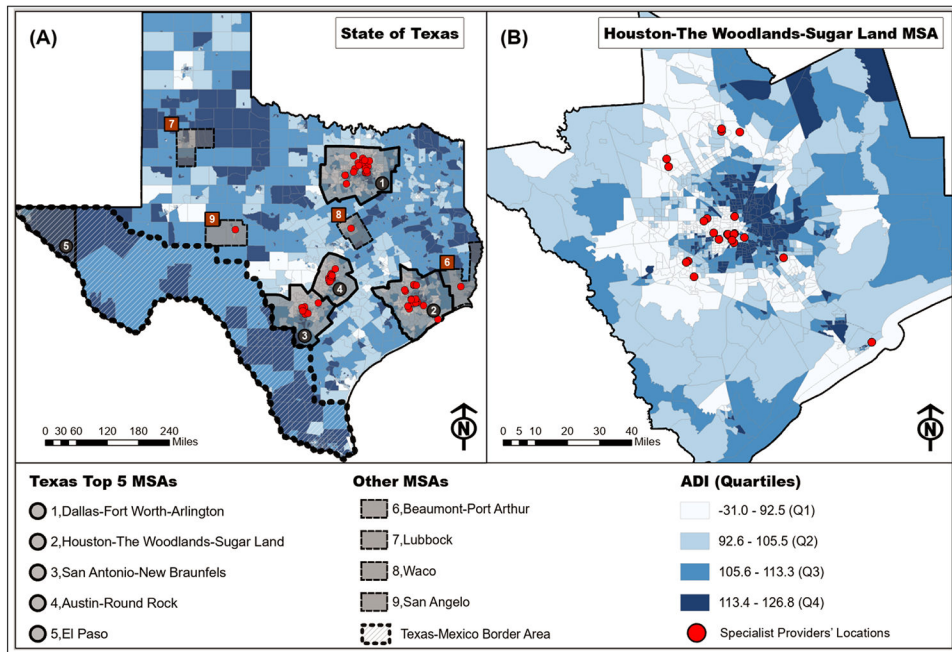 (A)
State of Texas
7
1
9
8
5
6
4
2
3
N
0 30 60 120 180 240
Miles
(B)
Houston-The Woodlands-Sugar Land MSA
N
0 5 10 20 30 40
Miles
Texas Top 5 MSAs
1,Dallas-Fort Worth-Arlington
2,Houston-The Woodlands-Sugar Land
3,San Antonio-New Braunfels
4,Austin-Round Rock
5,El Paso
Other MSAs
6,Beaumont-Port Arthur
7,Lubbock
8,Waco
9,San Angelo
Texas-Mexico Border Area
ADI (Quartiles)
-31.0 - 92.5 (Q1)
92.6 - 105.5 (Q2)
105.6 - 113.3 (Q3)
113.4 - 126.8 (Q4)
Specialist Providers' Locations